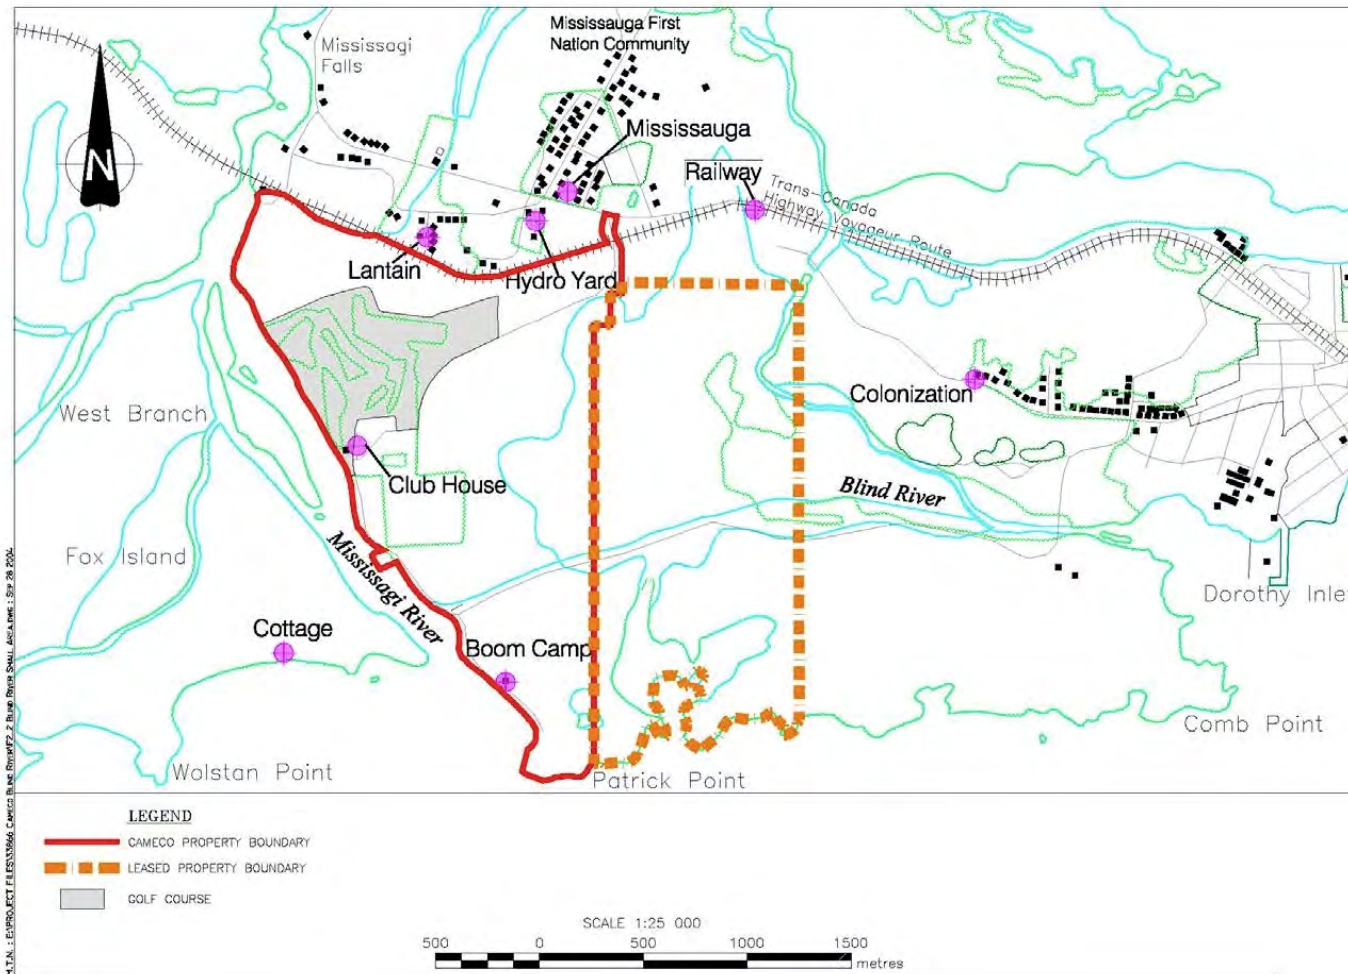 Mississauga First
Nation Community
Mississagi
Falls
Mississauga
Railway
Trans-Canada
Highway Voyageur Route
N
Lantain
Hydro Yard
West Branch
Colonization
Club House
Blind River
Fox Island
Mississagi River
Dorothy Inlet
Cottage
Boom Camp
Comb Point
Wolstan Point
Patrick Point
LEGEND
CAMECO PROPERTY BOUNDARY
LEASED PROPERTY BOUNDARY
GOLF COURSE
SCALE 1:25 000
500 0 500 1000 1500
metres